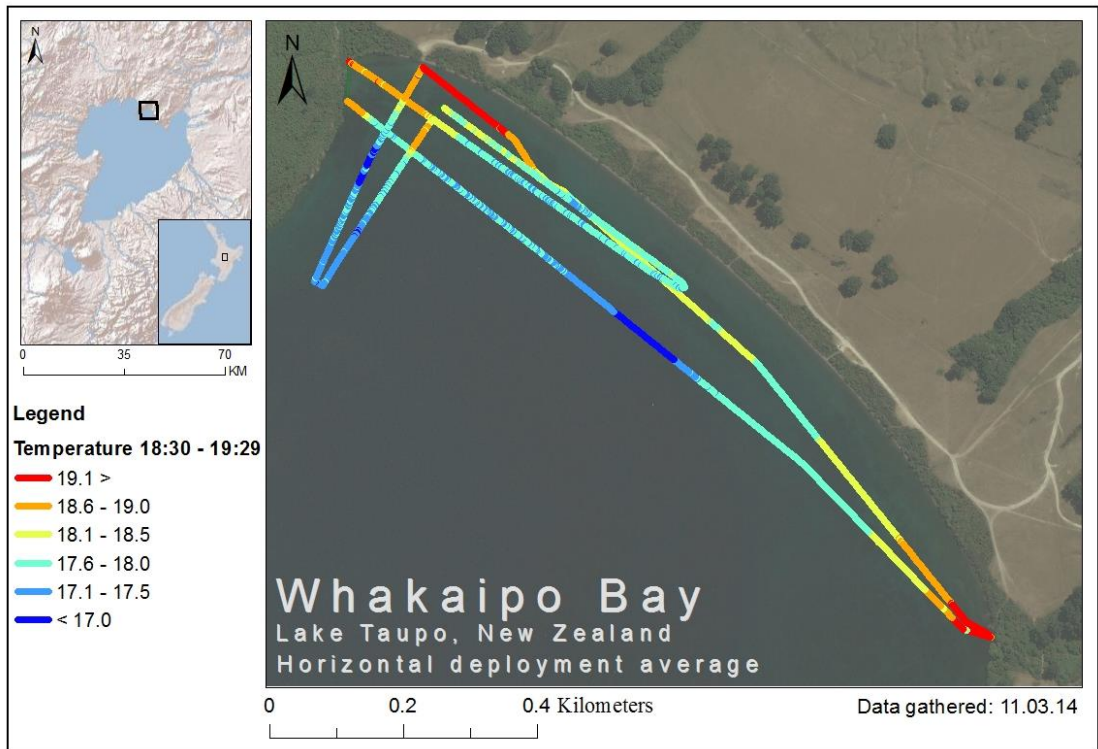 N
0 35 70
KM
Legend
Temperature 18:30 - 19:29
19.1 >
18.6 - 19.0
18.1 - 18.5
17.6 - 18.0
17.1 - 17.5
< 17.0
N
Whakaipo Bay
Lake Taupo, New Zealand
Horizontal deployment average
0 0.2 0.4 Kilometers
Data gathered: 11.03.14